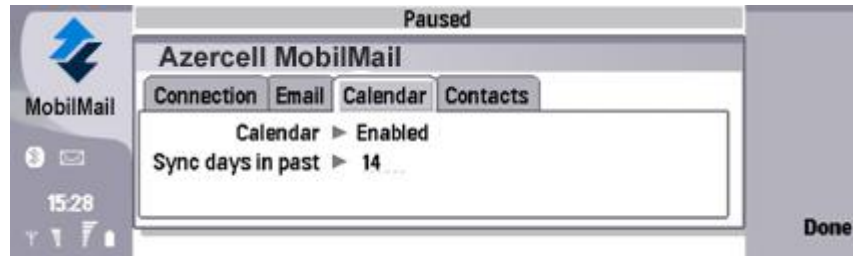 Paused
Azercell MobilMail
Connection Email Calendar Contacts
MobilMail
Calendar Enabled
Sync days in past 14
15:28
Done